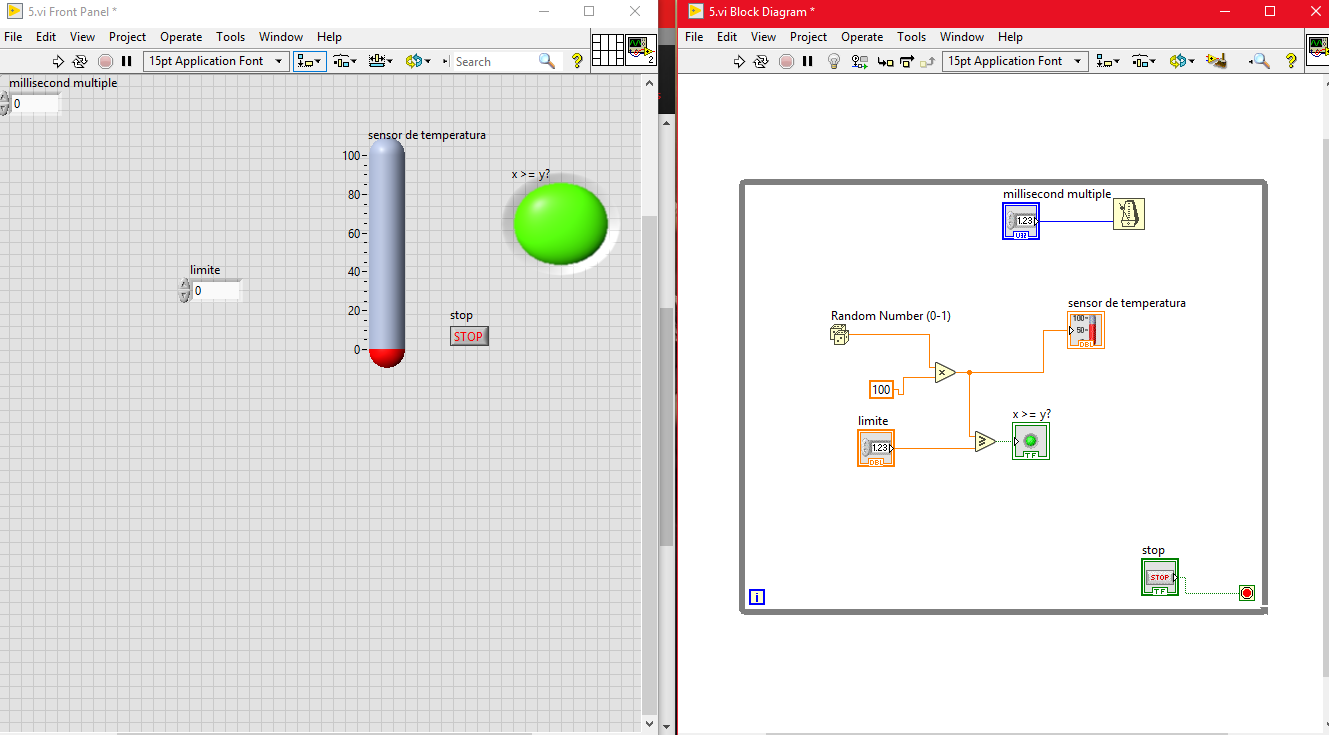 5.vi Front Panel *
File Edit View Project Operate Tools Window Help
15pt Application Font
Search
?
2
millisecond multiple
0
sensor de temperatura
100
80
60
40
20
0
x >= y?
limite
0
stop
STOP
5.vi Block Diagram *
File Edit View Project Operate Tools Window Help
15pt Application Font
?
millisecond multiple
1.23
U32
Random Number (0-1)
sensor de temperatura
100
50
DBL
×
100
limite
1.23
DBL
≥
x >= y?
TF
stop
STOP
TF
i